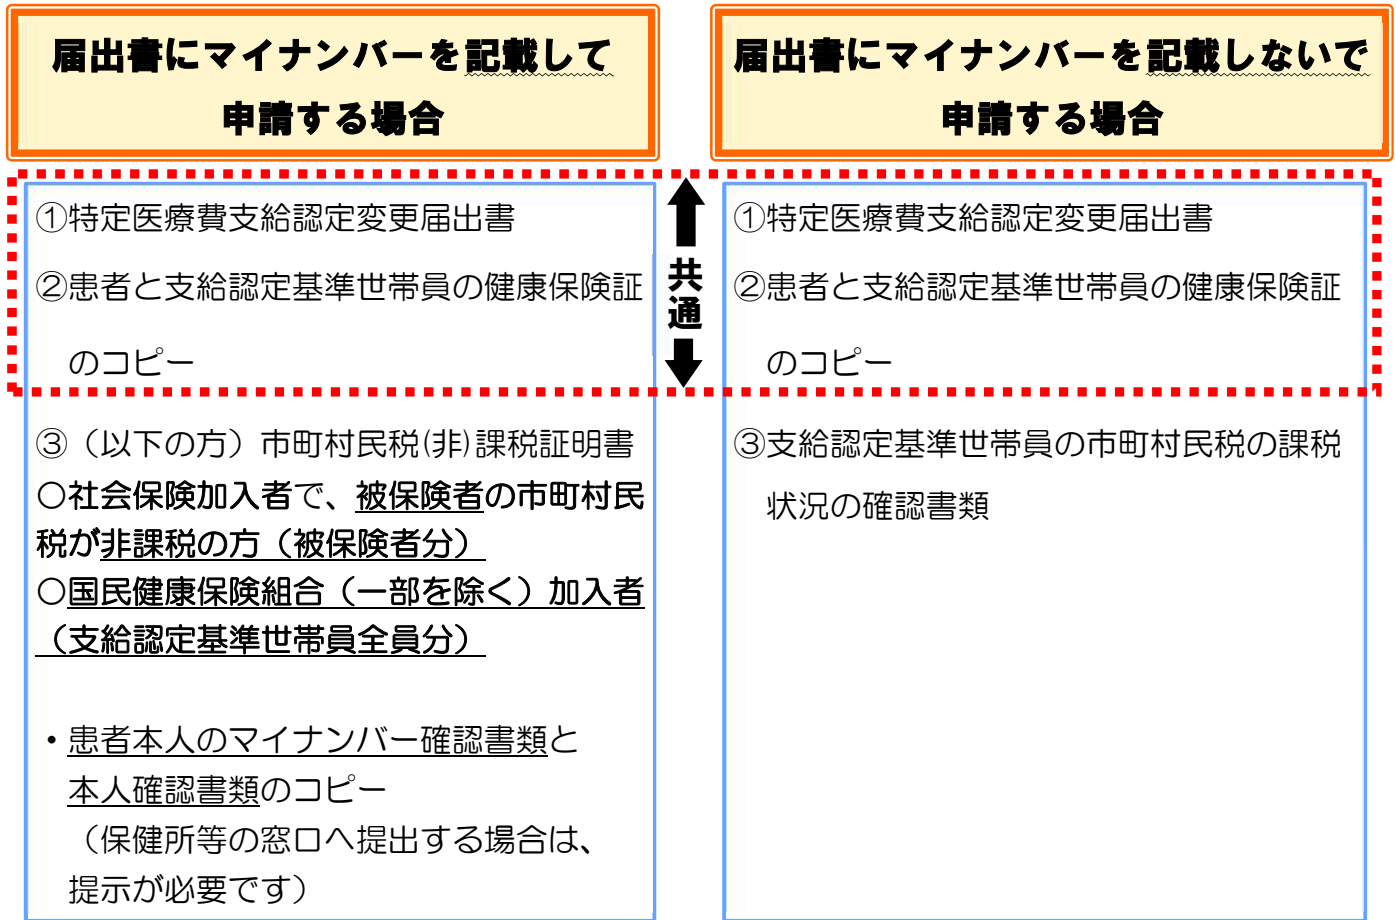 届出書にマイナンバーを記載して
申請する場合
①特定医療費支給認定変更届出書
②患者と支給認定基準世帯員の健康保険証
のコピー
③（以下の方）市町村民税(非)課税証明書
○社会保険加入者で、被保険者の市町村民
税が非課税の方（被保険者分）
○国民健康保険組合（一部を除く）加入者
（支給認定基準世帯員全員分）
・患者本人のマイナンバー確認書類と
本人確認書類のコピー
（保健所等の窓口へ提出する場合は、
提示が必要です）
共通
届出書にマイナンバーを記載しないで
申請する場合
①特定医療費支給認定変更届出書
②患者と支給認定基準世帯員の健康保険証
のコピー
③支給認定基準世帯員の市町村民税の課税
状況の確認書類